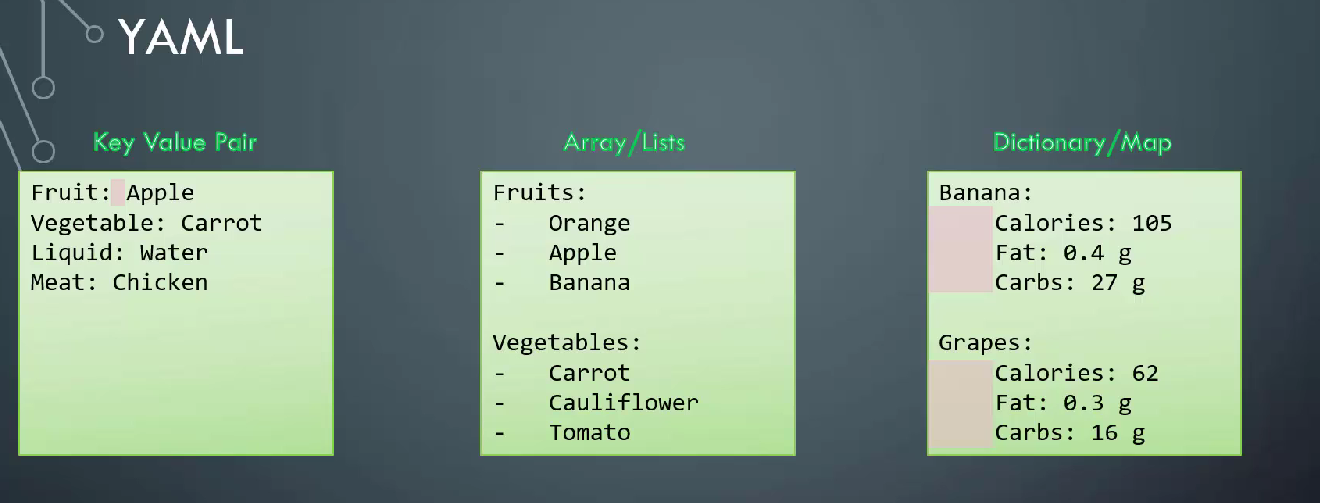 YAML
Key Value Pair
Fruit: Apple
Vegetable: Carrot
Liquid: Water
Meat: Chicken
Array/Lists
Fruits:
- Orange
- Apple
- Banana
Vegetables:
- Carrot
- Cauliflower
- Tomato
Dictionary/Map
Banana:
Calories: 105
Fat: 0.4 g
Carbs: 27 g
Grapes:
Calories: 62
Fat: 0.3 g
Carbs: 16 g